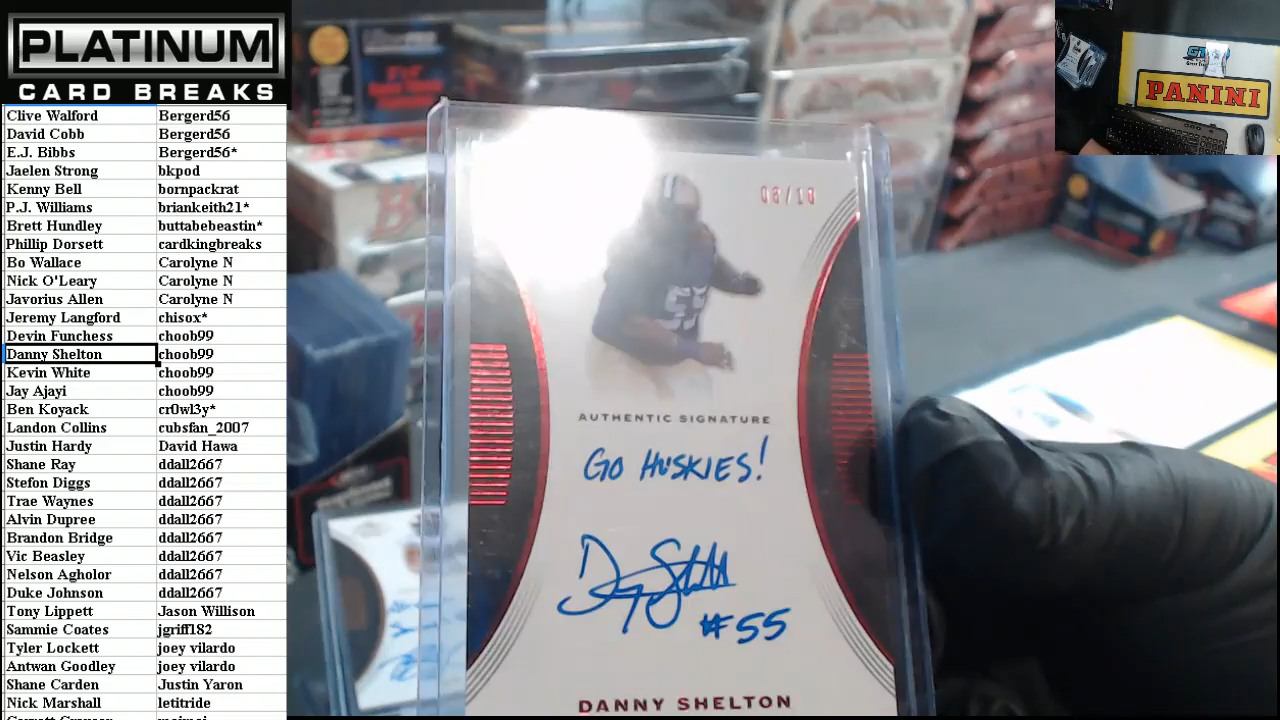 PLATINUM
CARD BREAKS
Clive Walford Bergerd56
David Cobb Bergerd56
E.J. Bibbs Bergerd56*
Jaelen Strong bkpod
Kenny Bell bornpackrat
P.J. Williams briankeith21*
Brett Hundley buttabebeastin*
Phillip Dorsett cardkingbreaks
Bo Wallace Carolyne N
Nick O'Leary Carolyne N
Javorius Allen Carolyne N
Jeremy Langford chisox*
Devin Funchess choob99
Danny Shelton choob99
Kevin White choob99
Jay Ajayi choob99
Ben Koyack cr0wl3y*
Landon Collins cubsfan_2007
Justin Hardy David Hawa
Shane Ray ddall2667
Stefon Diggs ddall2667
Trae Waynes ddall2667
Alvin Dupree ddall2667
Brandon Bridge ddall2667
Vic Beasley ddall2667
Nelson Agholor ddall2667
Duke Johnson ddall2667
Tony Lippett Jason Willison
Sammie Coates jgriff182
Tyler Lockett joey vilardo
Antwan Goodley joey vilardo
Shane Carden Justin Yaron
Nick Marshall letitride
PANINI
55
AUTHENTIC SIGNATURE
GO HUSKIES!
#55
DANNY SHELTON